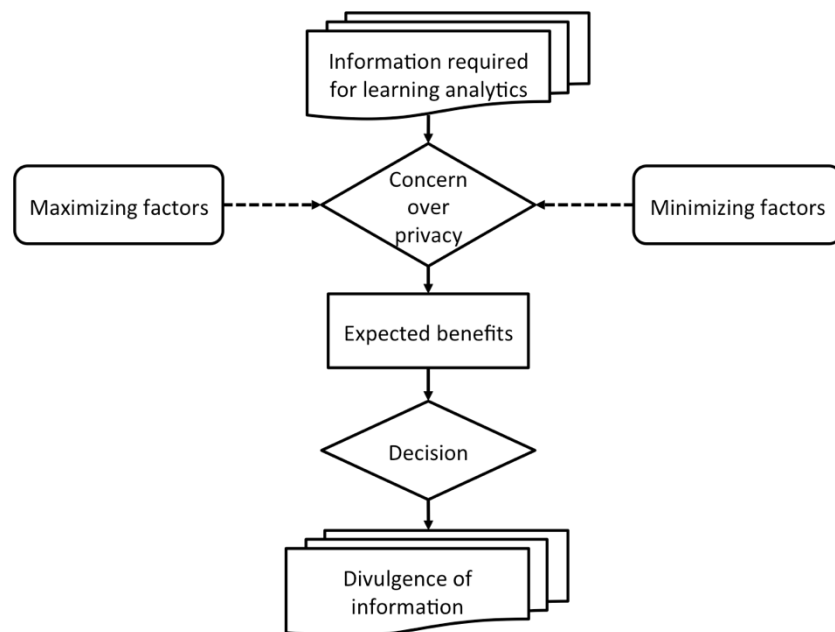 Information required
for learning analytics
Concern
over
privacy
Maximizing factors
Minimizing factors
Expected benefits
Decision
Divulgence of
information